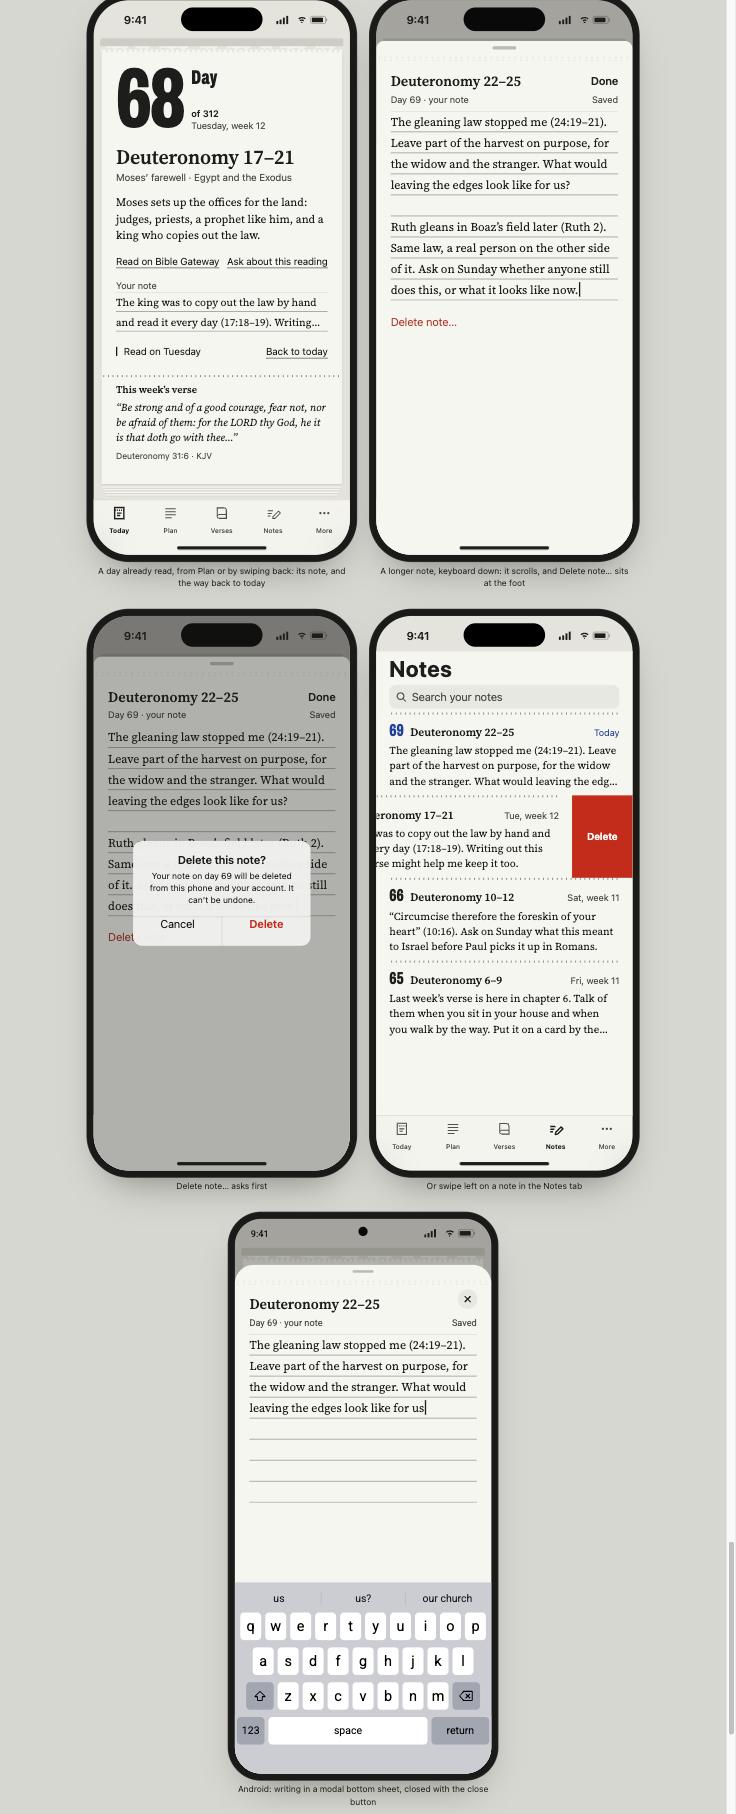 9:41
68 Day
of 312
Tuesday, week 12
Deuteronomy 17–21
Moses’ farewell · Egypt and the Exodus
Moses sets up the offices for the land:
judges, priests, a prophet like him, and a
king who copies out the law.
Read on Bible Gateway Ask about this reading
Your note
The king was to copy out the law by hand
and read it every day (17:18–19). Writing…
Read on Tuesday Back to today
This week’s verse
“Be strong and of a good courage, fear not, nor
be afraid of them: for the LORD thy God, he it
is that doth go with thee…”
Deuteronomy 31:6 · KJV
Today Plan Verses Notes More
A day already read, from Plan or by swiping back: its note, and
the way back to today
9:41
Deuteronomy 22–25 Done
Day 69 · your note Saved
The gleaning law stopped me (24:19–21).
Leave part of the harvest on purpose, for
the widow and the stranger. What would
leaving the edges look like for us?
Ruth gleans in Boaz’s field later (Ruth 2).
Same law, a real person on the other side
of it. Ask on Sunday whether anyone still
does this, or what it looks like now.
Delete note…
A longer note, keyboard down: it scrolls, and Delete note… sits
at the foot
9:41
Deuteronomy 22–25 Done
Day 69 · your note Saved
The gleaning law stopped me (24:19–21).
Leave part of the harvest on purpose, for
the widow and the stranger. What would
leaving the edges look like for us?
Delete this note?
Your note on day 69 will be deleted
from this phone and your account. It
can’t be undone.
Cancel Delete
Delete note… asks first
9:41
Notes
Search your notes
69 Deuteronomy 22–25 Today
The gleaning law stopped me (24:19–21). Leave
part of the harvest on purpose, for the widow
and the stranger. What would leaving the edg…
eronomy 17–21 Tue, week 12
was to copy out the law by hand and
ery day (17:18–19). Writing out this
rse might help me keep it too.
Delete
66 Deuteronomy 10–12 Sat, week 11
“Circumcise therefore the foreskin of your
heart” (10:16). Ask on Sunday what this meant
to Israel before Paul picks it up in Romans.
65 Deuteronomy 6–9 Fri, week 11
Last week’s verse is here in chapter 6. Talk of
them when you sit in your house and when
you walk by the way. Put it on a card by the…
Today Plan Verses Notes More
Or swipe left on a note in the Notes tab
9:41
Deuteronomy 22–25
Day 69 · your note Saved
The gleaning law stopped me (24:19–21).
Leave part of the harvest on purpose, for
the widow and the stranger. What would
leaving the edges look like for us
us us? our church
q w e r t y u i o p
a s d f g h j k l
z x c v b n m
123 space return
Android: writing in a modal bottom sheet, closed with the close
button